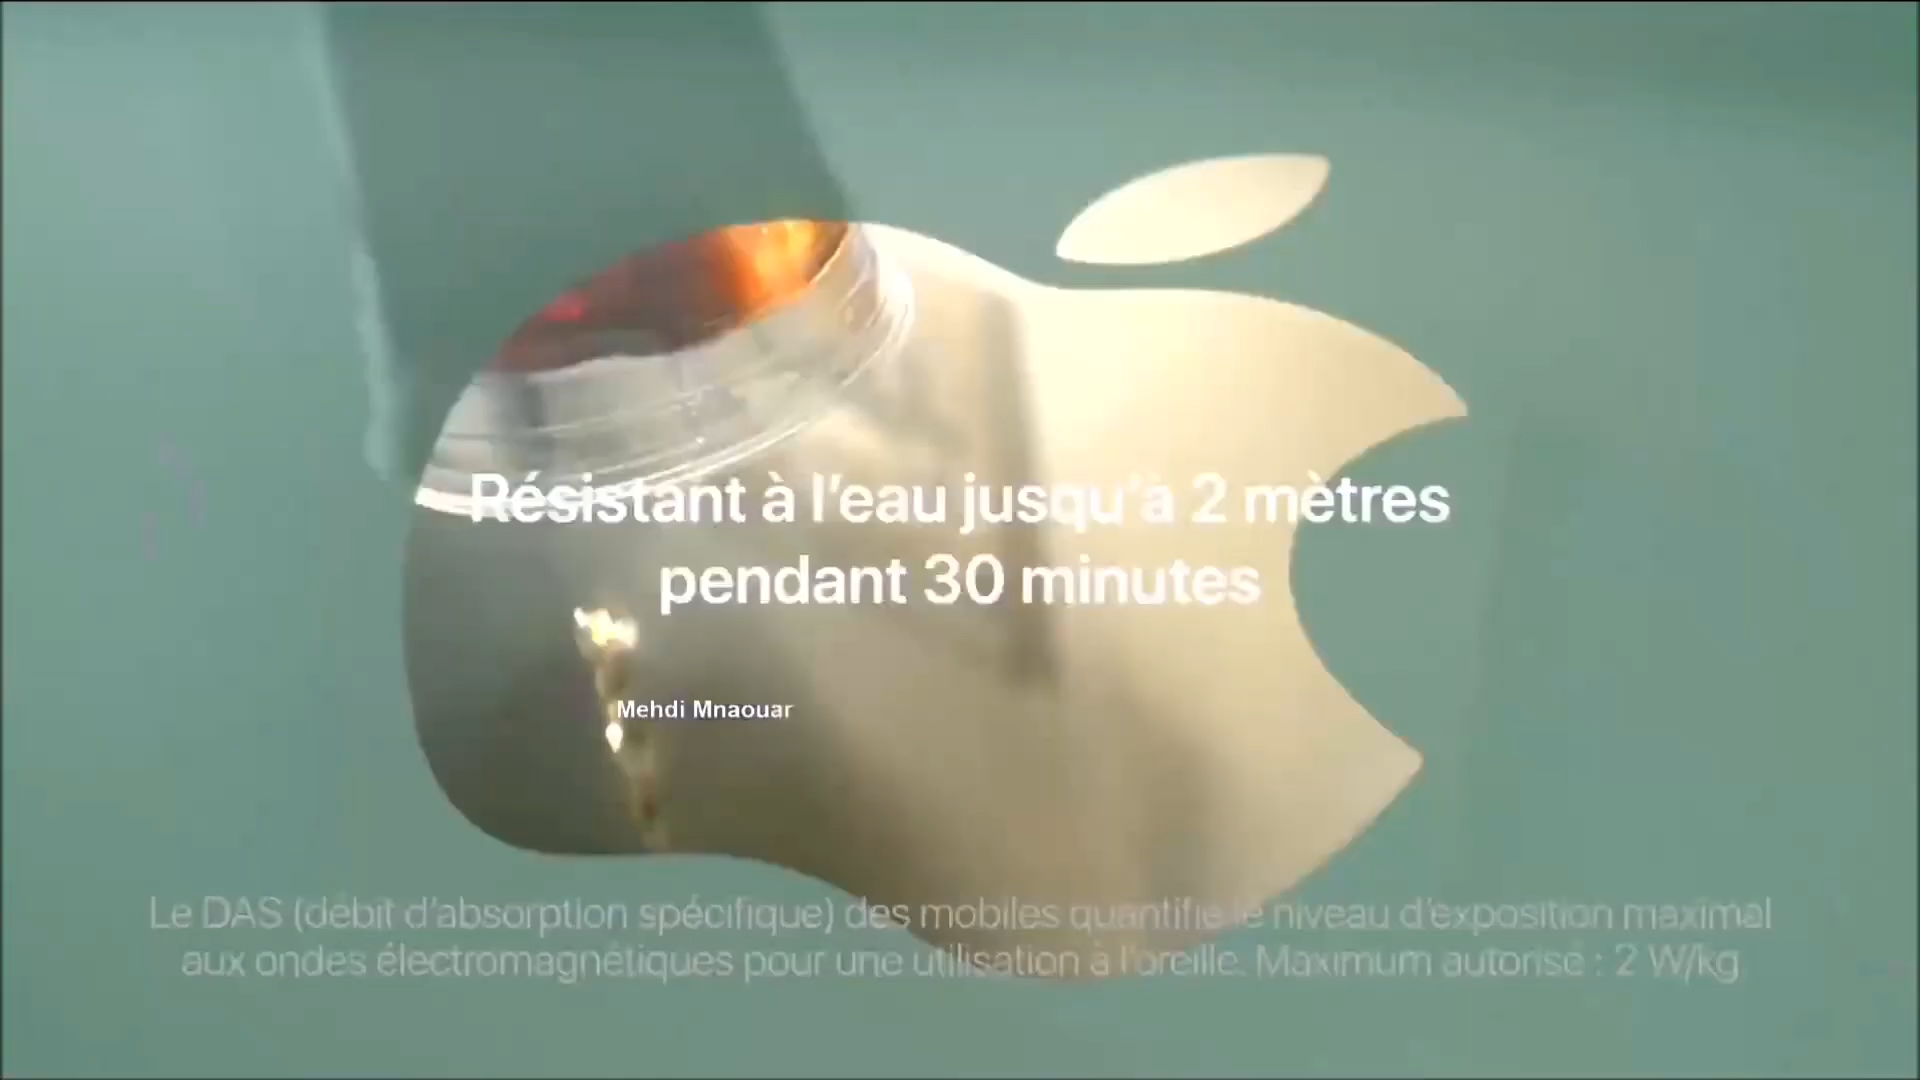 Résistant à l'eau jusqu'à 2 mètres
pendant 30 minutes
Mehdi Mnaouar
Le DAS (débit d'absorption spécifique) des mobiles quantifie le niveau d'exposition maximal
aux ondes électromagnétiques pour une utilisation à l'oreille. Maximum autorisé : 2 W/kg